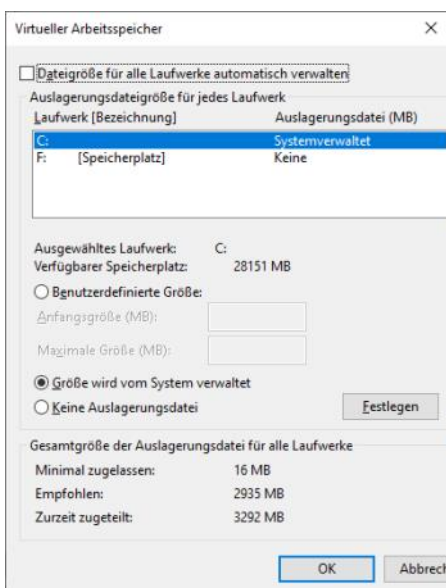 Virtueller Arbeitsspeicher
Dateigröße für alle Laufwerke automatisch verwalten
Auslagerungsdateigröße für jedes Laufwerk
Laufwerk [Bezeichnung] Auslagerungsdatei (MB)
C: Systemverwaltet
F: [Speicherplatz] Keine
Ausgewähltes Laufwerk: C:
Verfügbarer Speicherplatz: 28151 MB
Benutzerdefinierte Größe:
Anfangsgröße (MB):
Maximale Größe (MB):
Größe wird vom System verwaltet
Keine Auslagerungsdatei Festlegen
Gesamtgröße der Auslagerungsdatei für alle Laufwerke
Minimal zugelassen: 16 MB
Empfohlen: 2935 MB
Zurzeit zugeteilt: 3292 MB
OK Abbrech